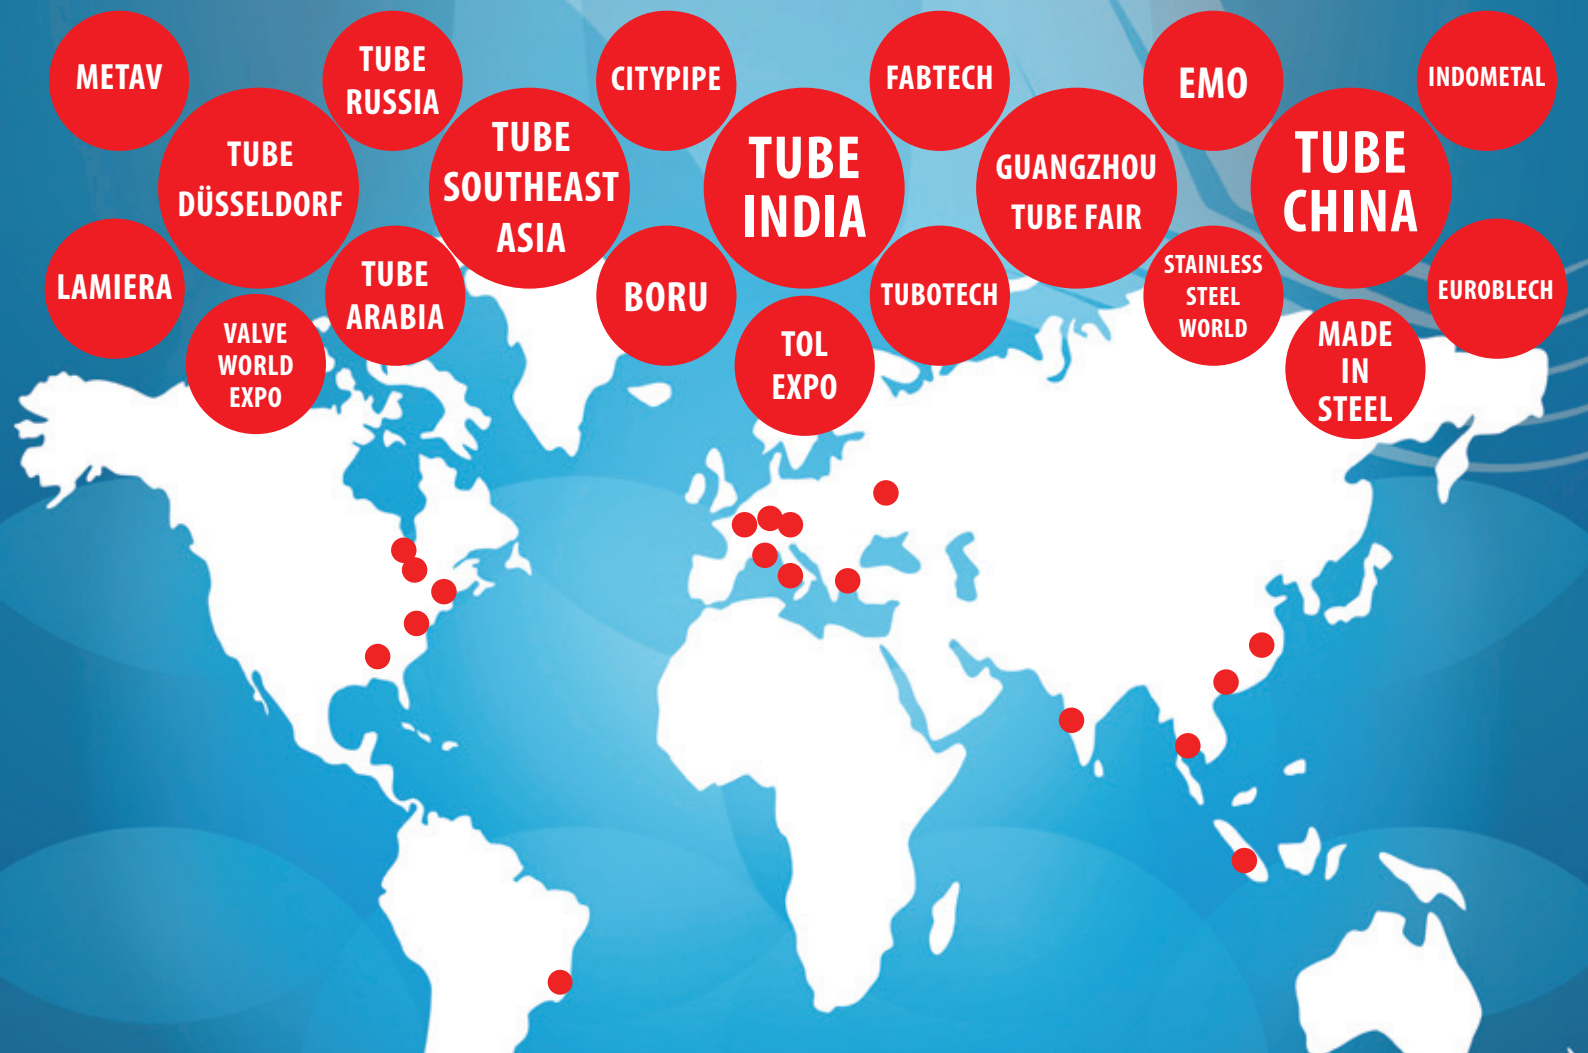 METAV
TUBE
RUSSIA
CITYPIPE
FABTECH
EMO
INDOMETAL
TUBE
DÜSSELDORF
TUBE
SOUTHEAST
ASIA
TUBE
INDIA
GUANGZHOU
TUBE FAIR
TUBE
CHINA
LAMIERA
TUBE
ARABIA
BORU
TUBOTECH
STAINLESS
STEEL
WORLD
EUROBLECH
VALVE
WORLD
EXPO
TOL
EXPO
MADE
IN
STEEL